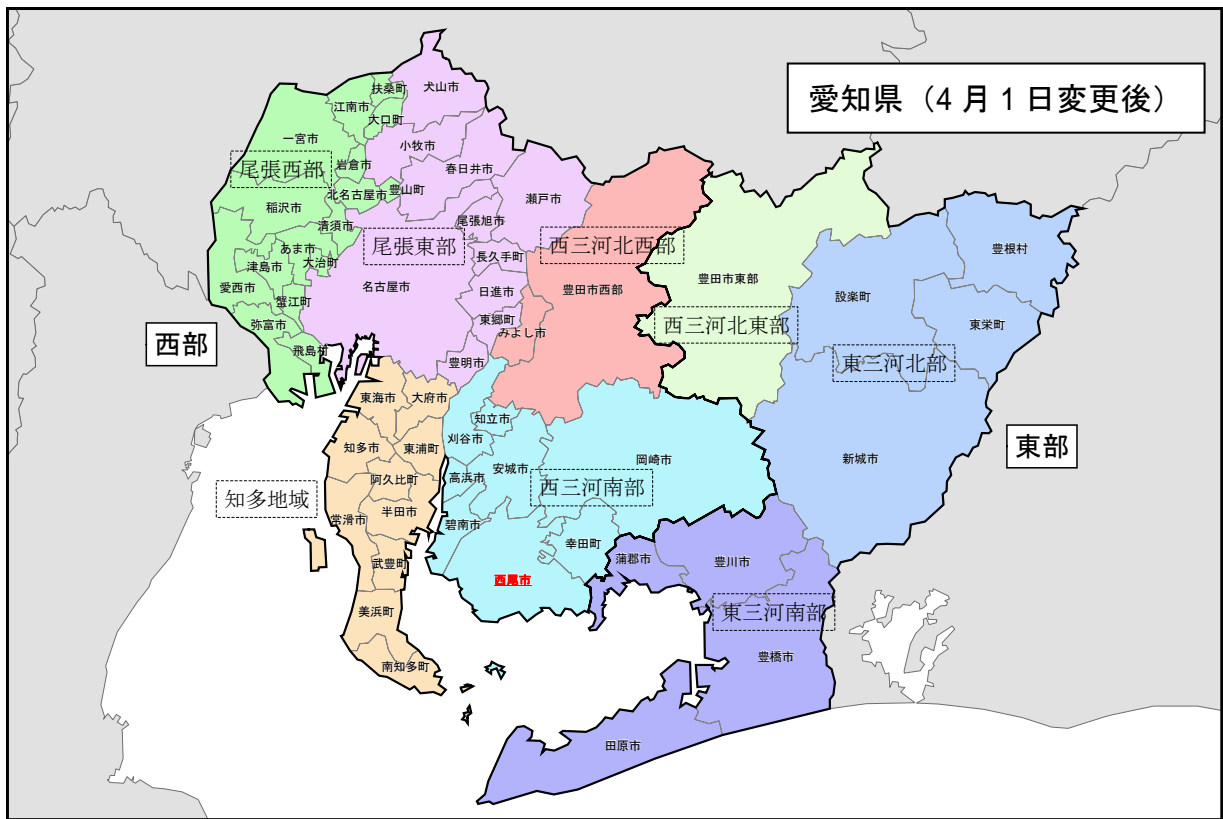 愛知県（4月1日変更後）
扶桑町
犬山市
江南市
大口町
一宮市
小牧市
尾張西部
岩倉市
春日井市
北名古屋市
豊山町
瀬戸市
稲沢市
清須市
尾張旭市
あま市
尾張東部
西三河北西部
豊根村
津島市
大治町
長久手町
豊田市東部
愛西市
名古屋市
日進市
豊田市西部
設楽町
蟹江町
弥富市
東郷町
みよし市
西三河北東部
東栄町
西部
飛島村
豊明市
東三河北部
東海市
大府市
知立市
刈谷市
知多市
東浦町
東部
岡崎市
新城市
安城市
高浜市
阿久比町
西三河南部
知多地域
半田市
常滑市
碧南市
幸田町
蒲郡市
豊川市
武豊町
西尾市
美浜町
東三河南部
南知多町
豊橋市
田原市